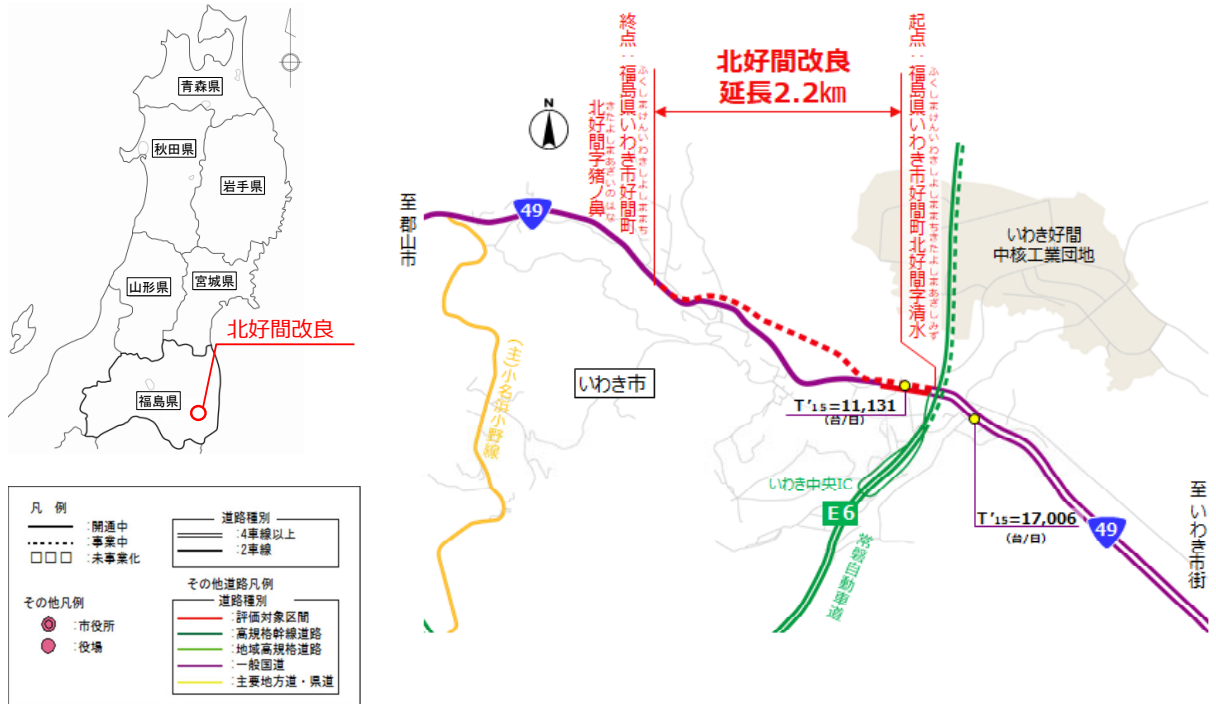 青森県
秋田県
岩手県
山形県
宮城県
福島県
北好間改良
凡 例
:開通中
:事業中
:未事業化
道路種別
:4車線以上
:2車線
その他凡例
:市役所
:役場
その他道路凡例
道路種別
:評価対象区間
:高規格幹線道路
:地域高規格道路
:一般国道
:主要地方道・県道
終点:福島県いわき市好間町
ふくしまけんいわきしよしままち
北好間字猪ノ鼻
きたよしまあざいのはな
北好間改良
延長2.2km
起点:福島県いわき市好間町北好間字清水
ふくしまけんいわきしよしままちきたよしまあざしみず
N
至郡山市
49
(主)小名浜小野線
いわき市
いわき好間
中核工業団地
T'15=11,131
(台/日)
いわき中央IC
E6
常磐自動車道
T'15=17,006
(台/日)
49
至いわき市街